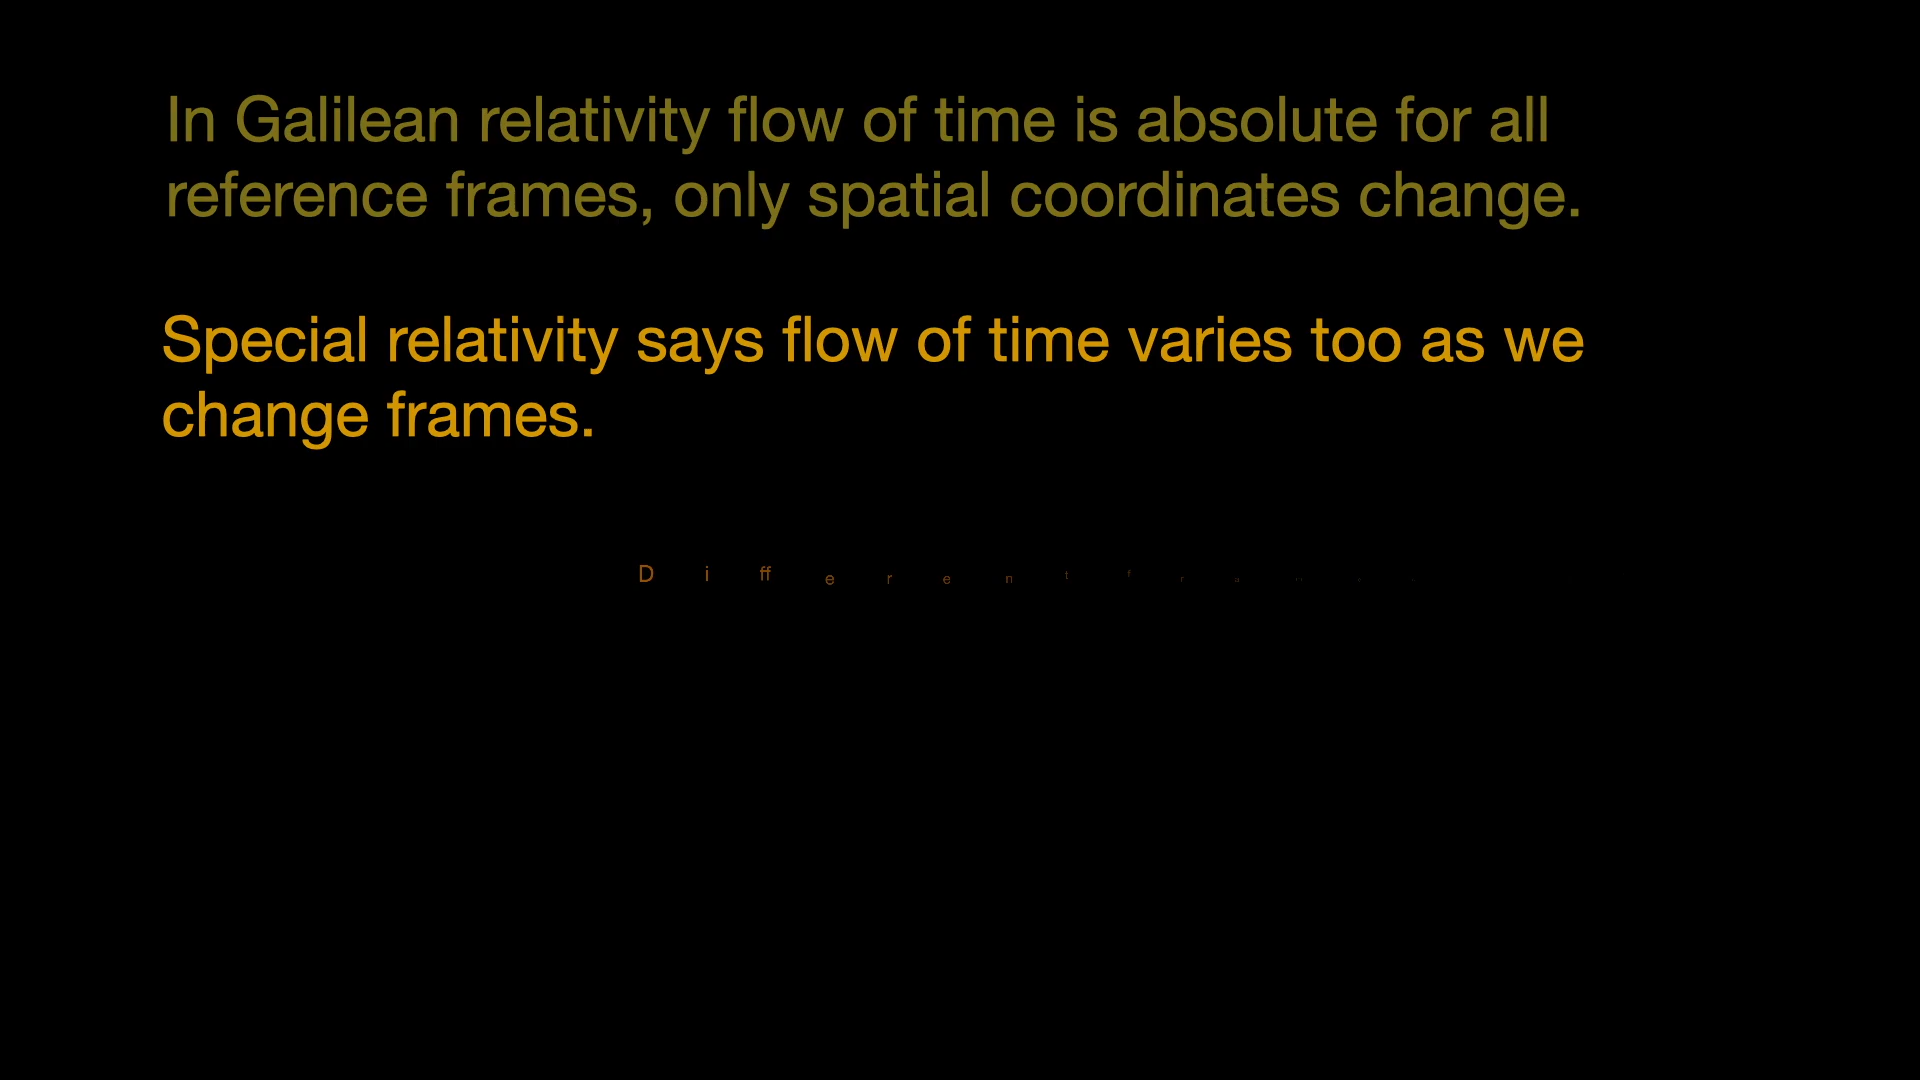 In Galilean relativity flow of time is absolute for all
reference frames, only spatial coordinates change.
Special relativity says flow of time varies too as we
change frames.
Different